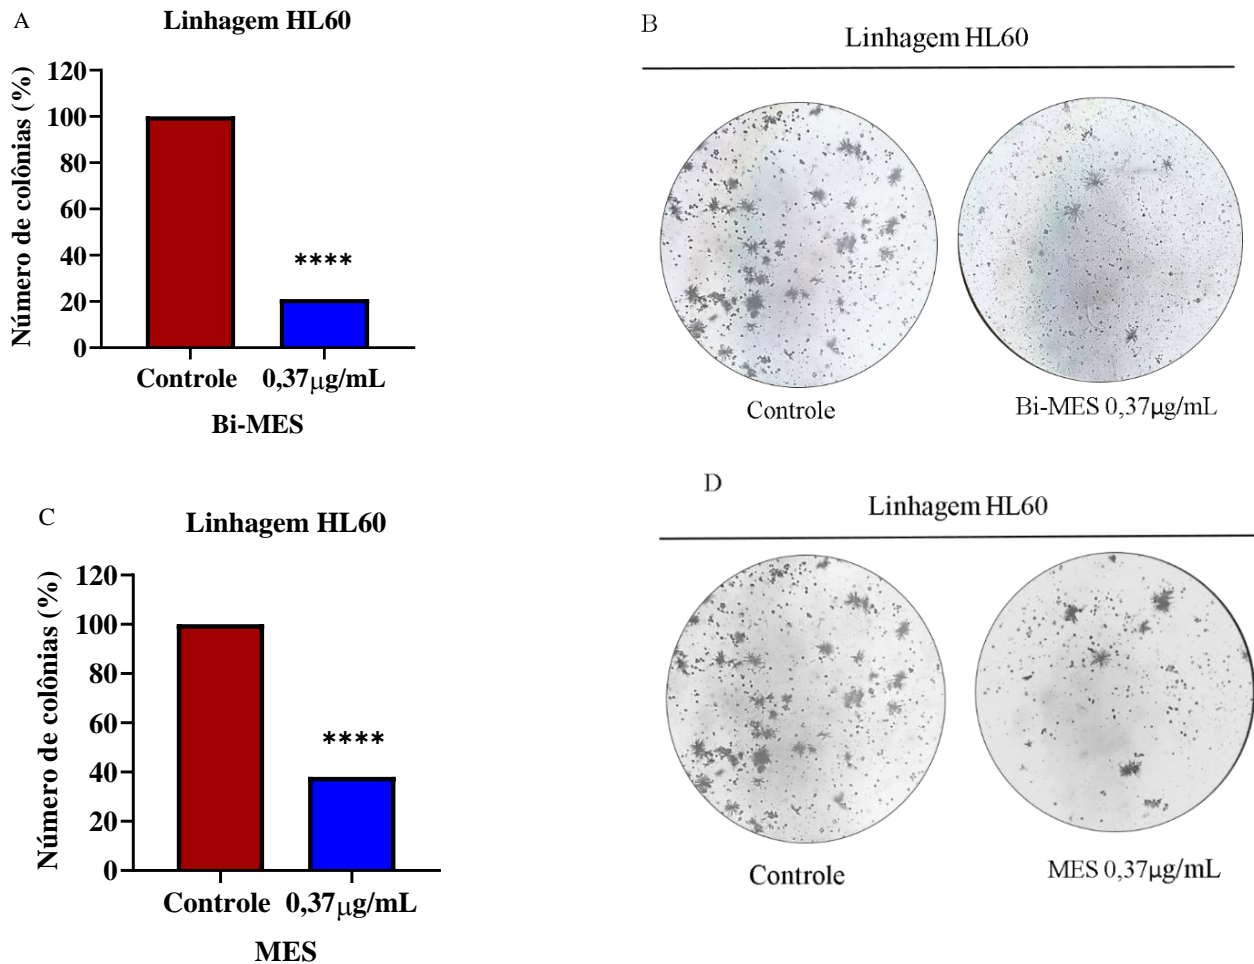 A
Linhagem HL60
Número de colônias (%)
120
100
80
60
40
20
0
****
Controle 0,37µg/mL
Bi-MES
B
Linhagem HL60
Controle
Bi-MES 0,37µg/mL
C
Linhagem HL60
Número de colônias (%)
120
100
80
60
40
20
0
****
Controle 0,37µg/mL
MES
D
Linhagem HL60
Controle
MES 0,37µg/mL